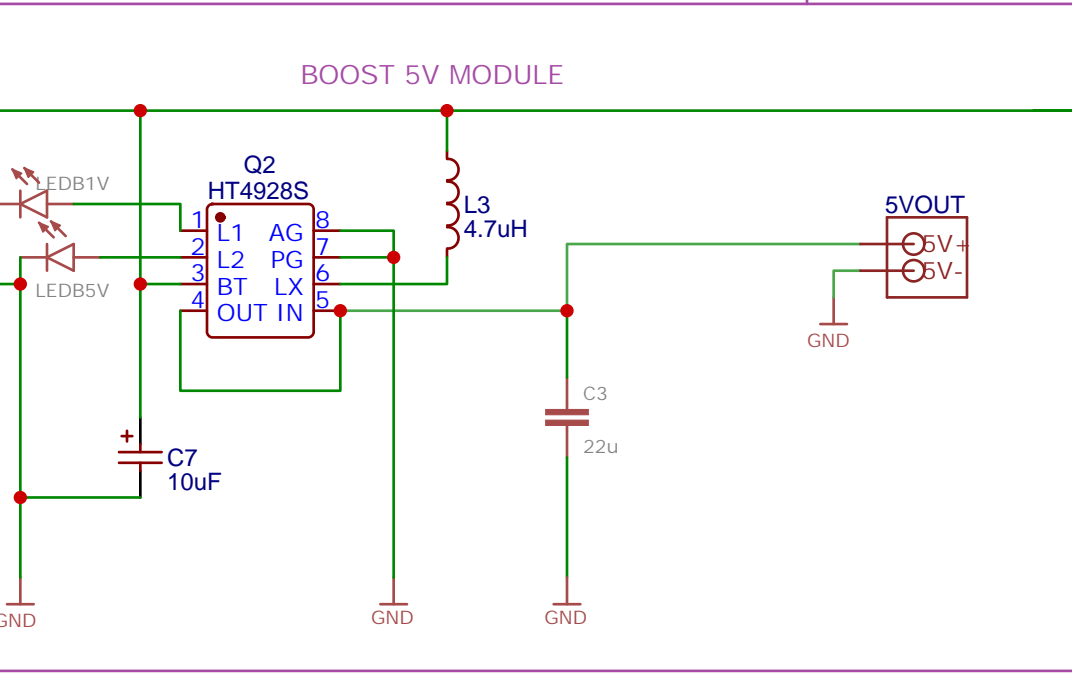 BOOST 5V MODULE
LEDB1V
LEDB5V
Q2
HT4928S
1
L1
2
L2
3
BT
4
OUT
AG
8
PG
7
LX
6
IN
5
L3
4.7uH
5VOUT
5V+
5V-
GND
C3
22u
+
C7
10uF
GND
GND
GND